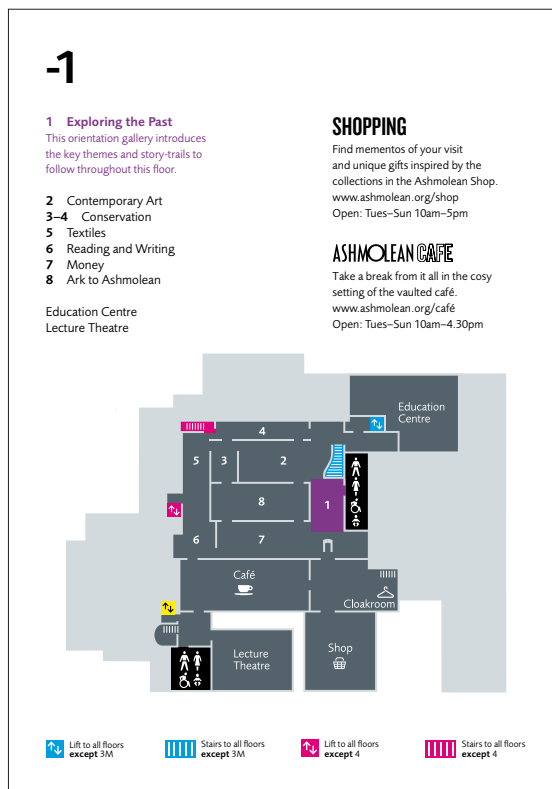 -1
1 Exploring the Past
This orientation gallery introduces
the key themes and story-trails to
follow throughout this floor.
2 Contemporary Art
3–4 Conservation
5 Textiles
6 Reading and Writing
7 Money
8 Ark to Ashmolean
Education Centre
Lecture Theatre
SHOPPING
Find mementos of your visit
and unique gifts inspired by the
collections in the Ashmolean Shop.
www.ashmolean.org/shop
Open: Tues–Sun 10am–5pm
ASHMOLEAN CAFE
Take a break from it all in the cosy
setting of the vaulted café.
www.ashmolean.org/café
Open: Tues–Sun 10am–4.30pm
Education
Centre
4
5
3
2
8
1
6
7
Café
Cloakroom
Lecture
Theatre
Shop
Lift to all floors
except 3M
Stairs to all floors
except 3M
Lift to all floors
except 4
Stairs to all floors
except 4